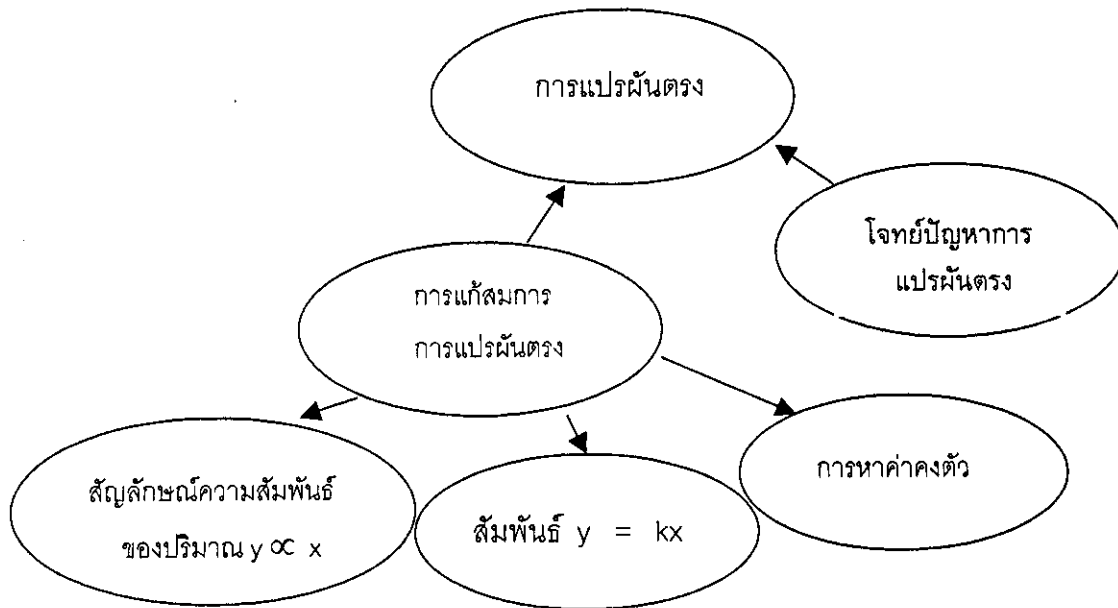 การแปรผันตรง
โจทย์ปัญหาการ
แปรผันตรง
การแก้สมการ
การแปรผันตรง
สัญลักษณ์ความสัมพันธ์
ของปริมาณ y ∝ x
สัมพันธ์ y = kx
การหาค่าคงตัว